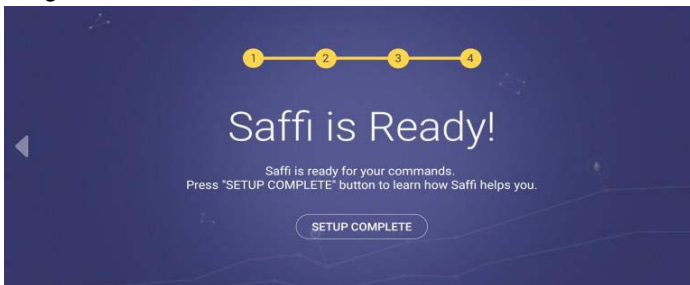 1 2 3 4
Saffi is Ready!
Saffi is ready for your commands.
Press "SETUP COMPLETE" button to learn how Saffi helps you.
SETUP COMPLETE